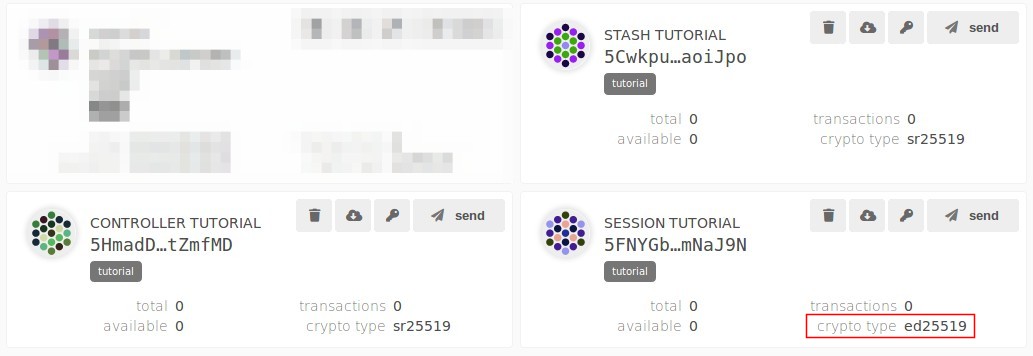 STASH TUTORIAL
5Cwkpu…aoiJpo
tutorial
send
total 0
transactions 0
available 0
crypto type sr25519
CONTROLLER TUTORIAL
5HmadD…tZmfMD
tutorial
send
total 0
transactions 0
available 0
crypto type sr25519
SESSION TUTORIAL
5FNYGb…mNaJ9N
tutorial
send
total 0
transactions 0
available 0
crypto type ed25519